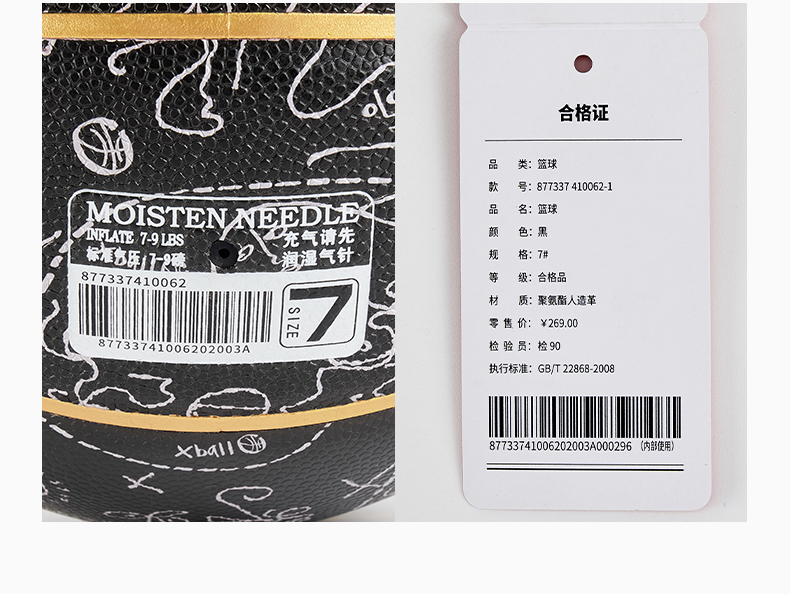 MOISTEN NEEDLE
INFLATE 7-9 LBS
充气请先
标准气压 7-9磅
润湿气针
877337410062
87733741006202003A
SIZE 7
xball
合格证
品 类：篮球
款 号：877337 410062-1
品 名：篮球
颜 色：黑
规 格：7#
等 级：合格品
材 质：聚氨酯人造革
零 售 价：￥269.00
检 验 员：检 90
执行标准：GB/T 22868-2008
87733741006202003A000296（内部使用）